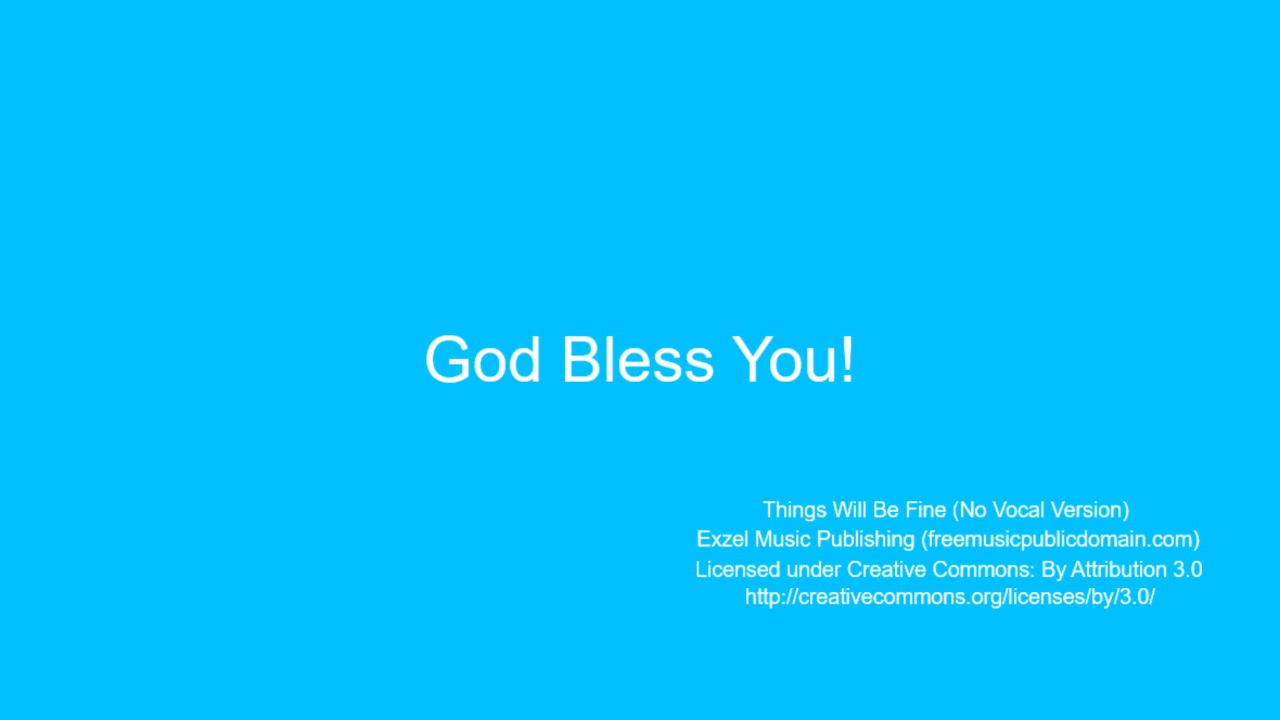 God Bless You!
Things Will Be Fine (No Vocal Version)
Exzel Music Publishing (freemusicpublicdomain.com)
Licensed under Creative Commons: By Attribution 3.0
http://creativecommons.org/licenses/by/3.0/